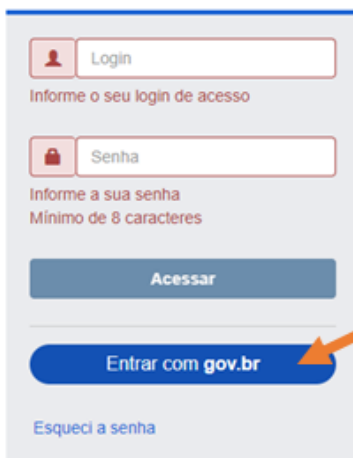 Login
Informe o seu login de acesso
Senha
Informe a sua senha
Mínimo de 8 caracteres
Acessar
Entrar com gov.br
Esqueci a senha